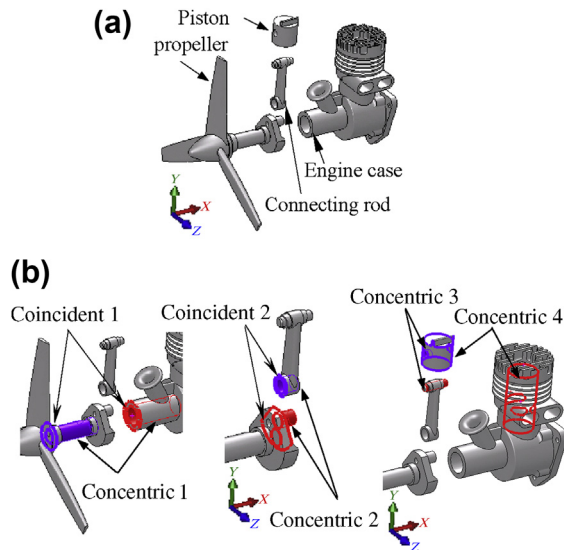 (a)
Piston
propeller
Engine case
Connecting rod
Y
X
Z
(b)
Coincident 1
Coincident 2
Concentric 3
Concentric 4
Concentric 1
Concentric 2
Y
X
Z
Y
X
Z